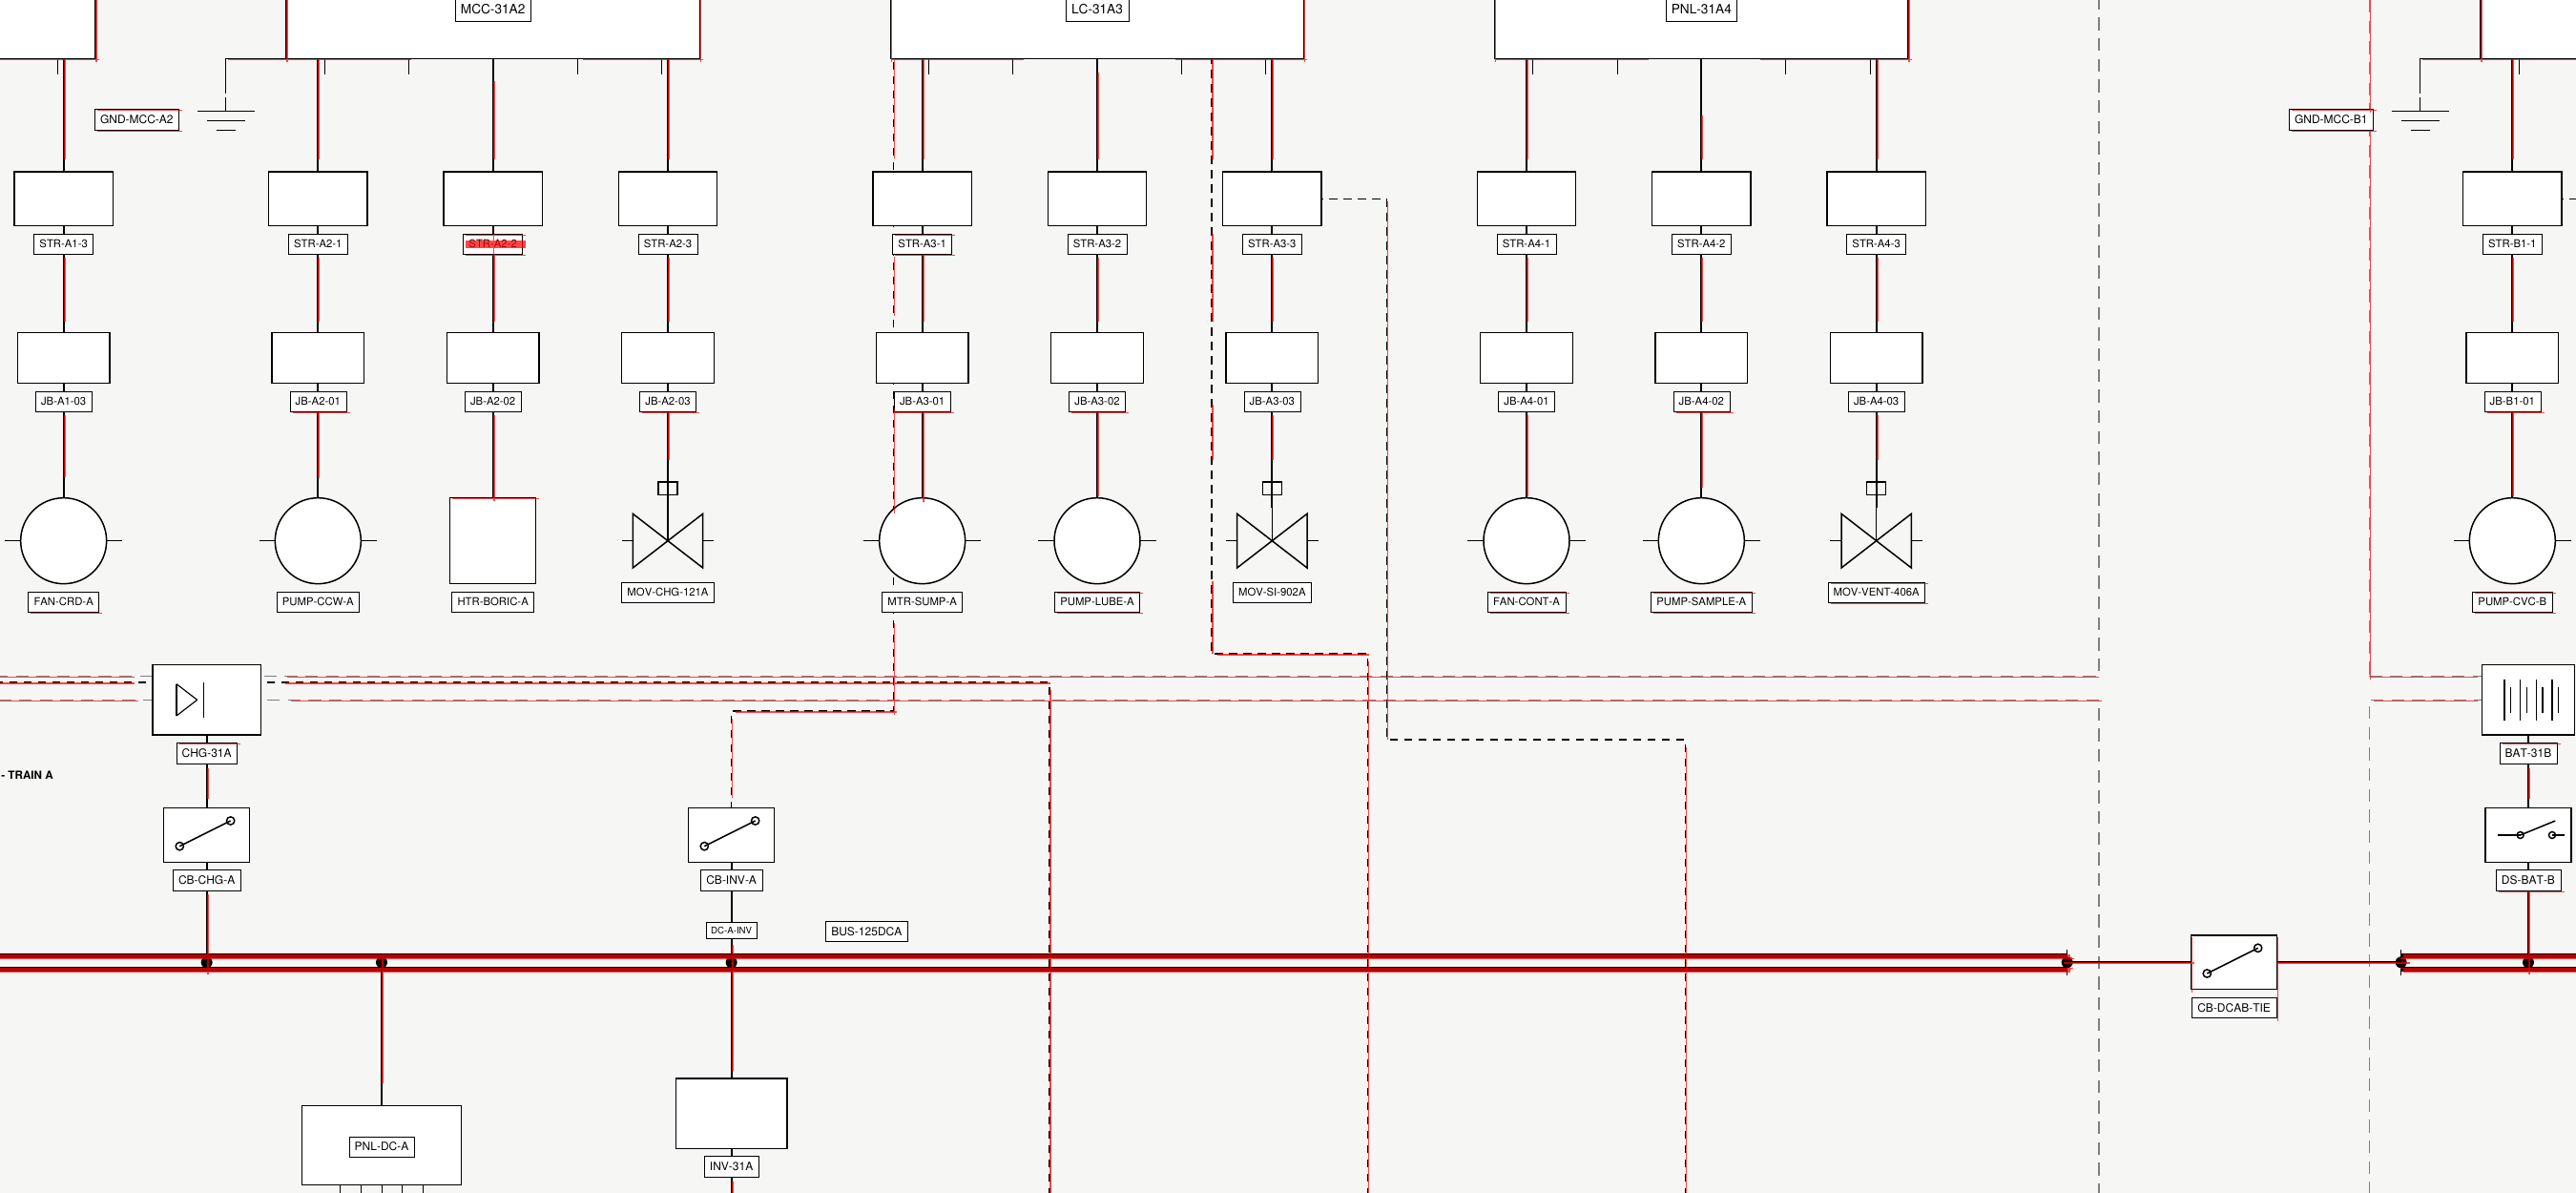 MCC-31A2
LC-31A3
PNL-31A4
GND-MCC-A2
GND-MCC-B1
STR-A1-3
STR-A2-1
STR-A2-2
STR-A2-3
STR-A3-1
STR-A3-2
STR-A3-3
STR-A4-1
STR-A4-2
STR-A4-3
STR-B1-1
JB-A1-03
JB-A2-01
JB-A2-02
JB-A2-03
JB-A3-01
JB-A3-02
JB-A3-03
JB-A4-01
JB-A4-02
JB-A4-03
JB-B1-01
FAN-CRD-A
PUMP-CCW-A
HTR-BORIC-A
MOV-CHG-121A
MTR-SUMP-A
PUMP-LUBE-A
MOV-SI-902A
FAN-CONT-A
PUMP-SAMPLE-A
MOV-VENT-406A
PUMP-CVC-B
CHG-31A
BAT-31B
- TRAIN A
CB-CHG-A
CB-INV-A
DS-BAT-B
DC-A-INV
BUS-125DCA
CB-DCAB-TIE
PNL-DC-A
INV-31A